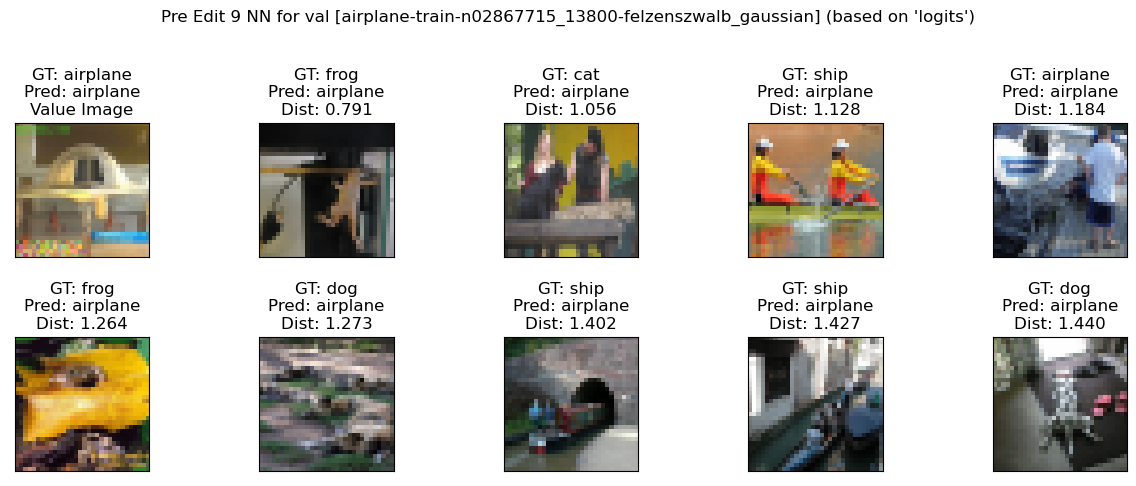 Pre Edit 9 NN for val [airplane-train-n02867715_13800-felzenszwalb_gaussian] (based on 'logits')
GT: airplane
Pred: airplane
Value Image
GT: frog
Pred: airplane
Dist: 0.791
GT: cat
Pred: airplane
Dist: 1.056
GT: ship
Pred: airplane
Dist: 1.128
GT: airplane
Pred: airplane
Dist: 1.184
GT: frog
Pred: airplane
Dist: 1.264
GT: dog
Pred: airplane
Dist: 1.273
GT: ship
Pred: airplane
Dist: 1.402
GT: ship
Pred: airplane
Dist: 1.427
GT: dog
Pred: airplane
Dist: 1.440